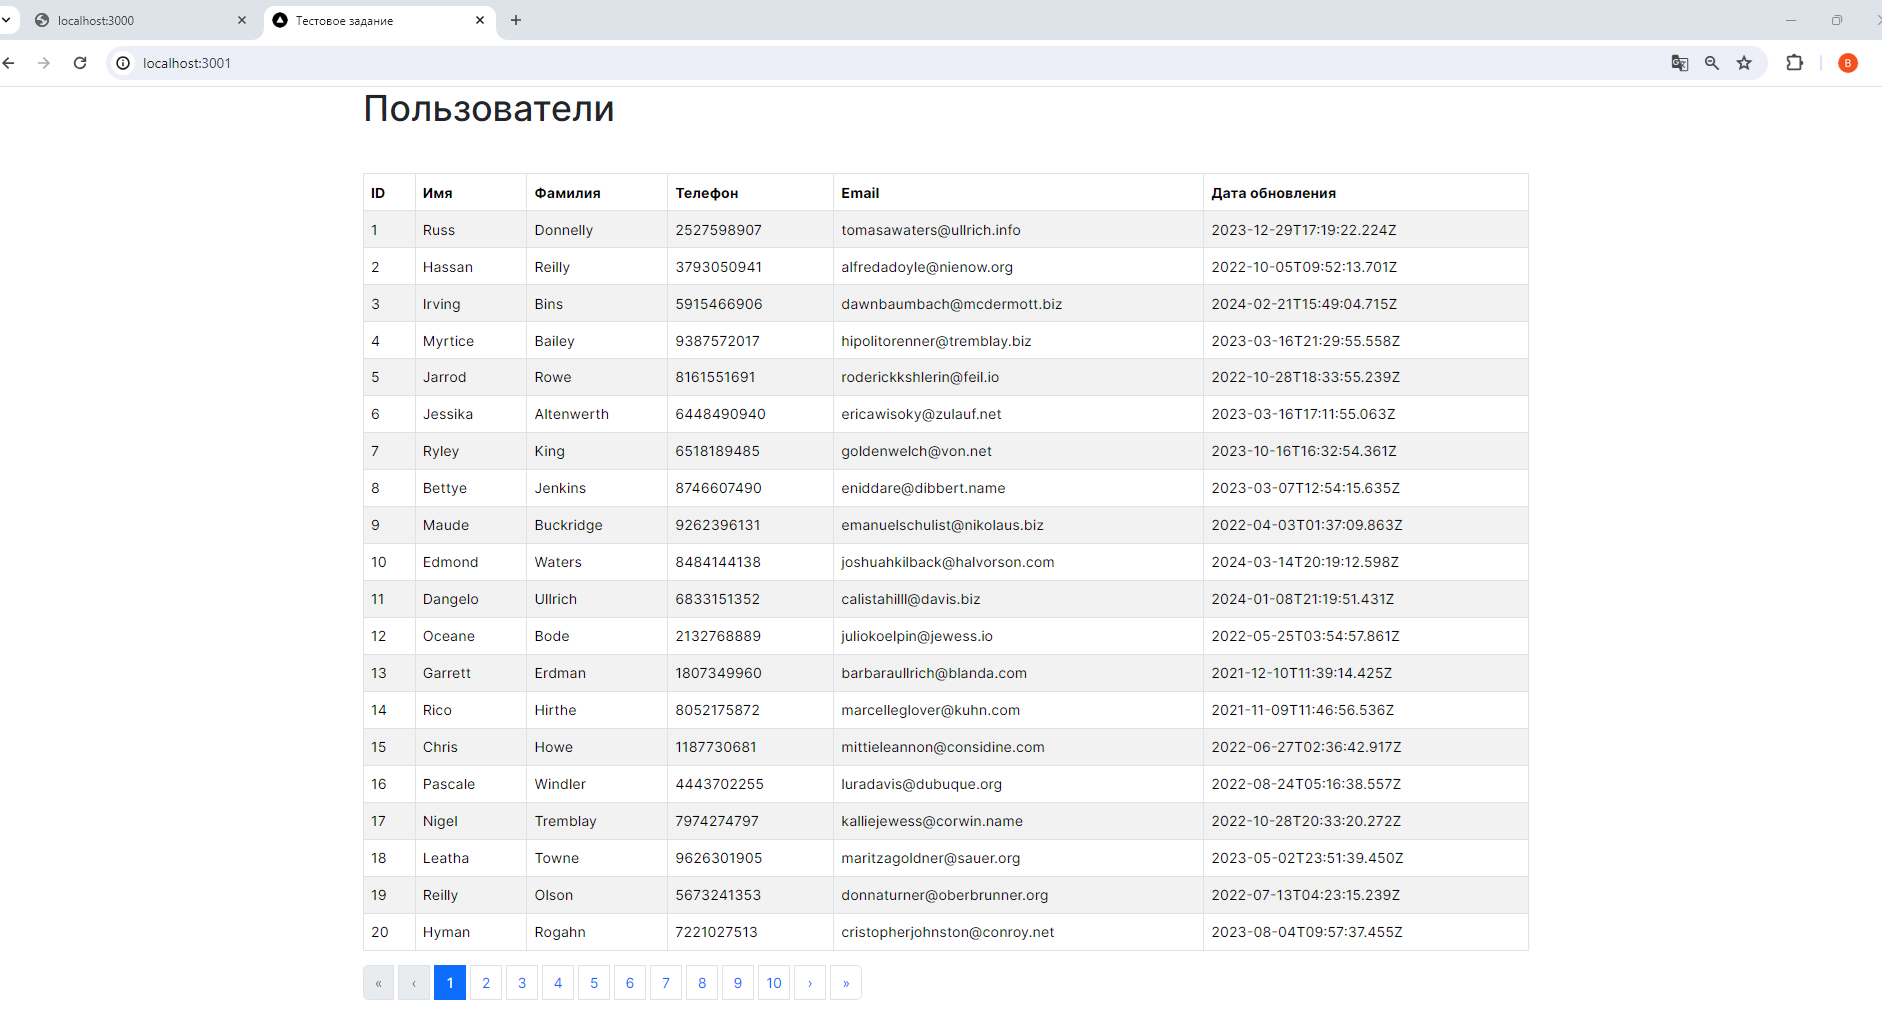 localhost:3000
Тестовое задание
localhost:3001
B
Пользователи
ID Имя Фамилия Телефон Email Дата обновления
1 Russ Donnelly 2527598907 tomasawaters@ullrich.info 2023-12-29T17:19:22.224Z
2 Hassan Reilly 3793050941 alfredadoyle@nienow.org 2022-10-05T09:52:13.701Z
3 Irving Bins 5915466906 dawnbaumbach@mcdermott.biz 2024-02-21T15:49:04.715Z
4 Myrtice Bailey 9387572017 hipolitorenner@tremblay.biz 2023-03-16T21:29:55.558Z
5 Jarrod Rowe 8161551691 roderickkshlerin@feil.io 2022-10-28T18:33:55.239Z
6 Jessika Altenwerth 6448490940 ericawisoky@zulauf.net 2023-03-16T17:11:55.063Z
7 Ryley King 6518189485 goldenwelch@von.net 2023-10-16T16:32:54.361Z
8 Bettye Jenkins 8746607490 eniddare@dibbert.name 2023-03-07T12:54:15.635Z
9 Maude Buckridge 9262396131 emanuelschulist@nikolaus.biz 2022-04-03T01:37:09.863Z
10 Edmond Waters 8484144138 joshuahkilback@halvorson.com 2024-03-14T20:19:12.598Z
11 Dangelo Ullrich 6833151352 calistahilll@davis.biz 2024-01-08T21:19:51.431Z
12 Oceane Bode 2132768889 juliokoelpin@jewess.io 2022-05-25T03:54:57.861Z
13 Garrett Erdman 1807349960 barbaraullrich@blanda.com 2021-12-10T11:39:14.425Z
14 Rico Hirthe 8052175872 marcelleglover@kuhn.com 2021-11-09T11:46:56.536Z
15 Chris Howe 1187730681 mittieleannon@considine.com 2022-06-27T02:36:42.917Z
16 Pascale Windler 4443702255 luradavis@dubuque.org 2022-08-24T05:16:38.557Z
17 Nigel Tremblay 7974274797 kalliejewess@corwin.name 2022-10-28T20:33:20.272Z
18 Leatha Towne 9626301905 maritzagoldner@sauer.org 2023-05-02T23:51:39.450Z
19 Reilly Olson 5673241353 donnaturner@oberbrunner.org 2022-07-13T04:23:15.239Z
20 Hyman Rogahn 7221027513 cristopherjohnston@conroy.net 2023-08-04T09:57:37.455Z
« ‹ 1 2 3 4 5 6 7 8 9 10 › »